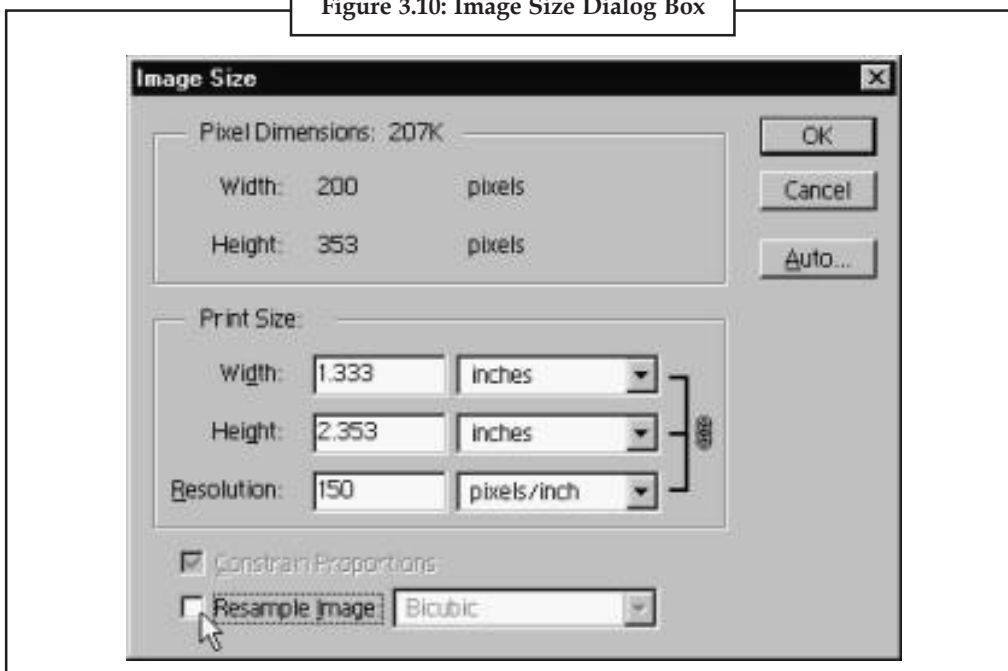 Figure 3.10: Image Size Dialog Box
Image Size
Pixel Dimensions: 207K
OK
Width: 200 pixels
Cancel
Height: 353 pixels
Auto...
Print Size:
Width: 1.333 inches
Height: 2.353 inches
Resolution: 150 pixels/inch
Constrain Proportions
Resample Image: Bicubic